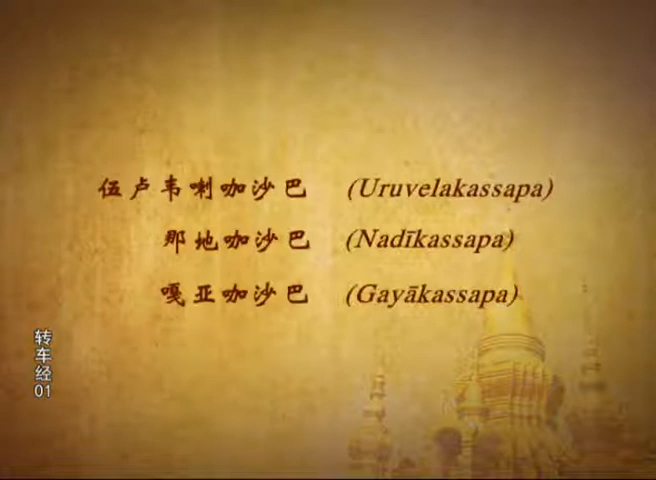 伍卢韦喇咖沙巴 (Uruvelakassapa)
那地咖沙巴 (Nadīkassapa)
嘎亚咖沙巴 (Gayākassapa)
转车经01